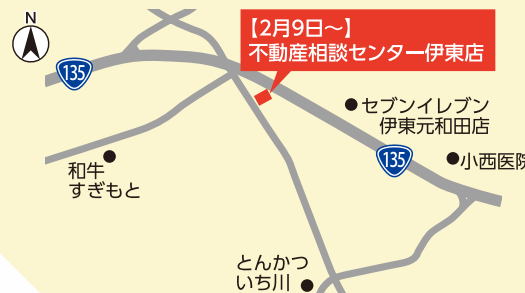 N
【2月9日〜】
不動産相談センター伊東店
135
セブンイレブン
伊東元和田店
135
小西医院
和牛
すぎもと
とんかつ
いち川